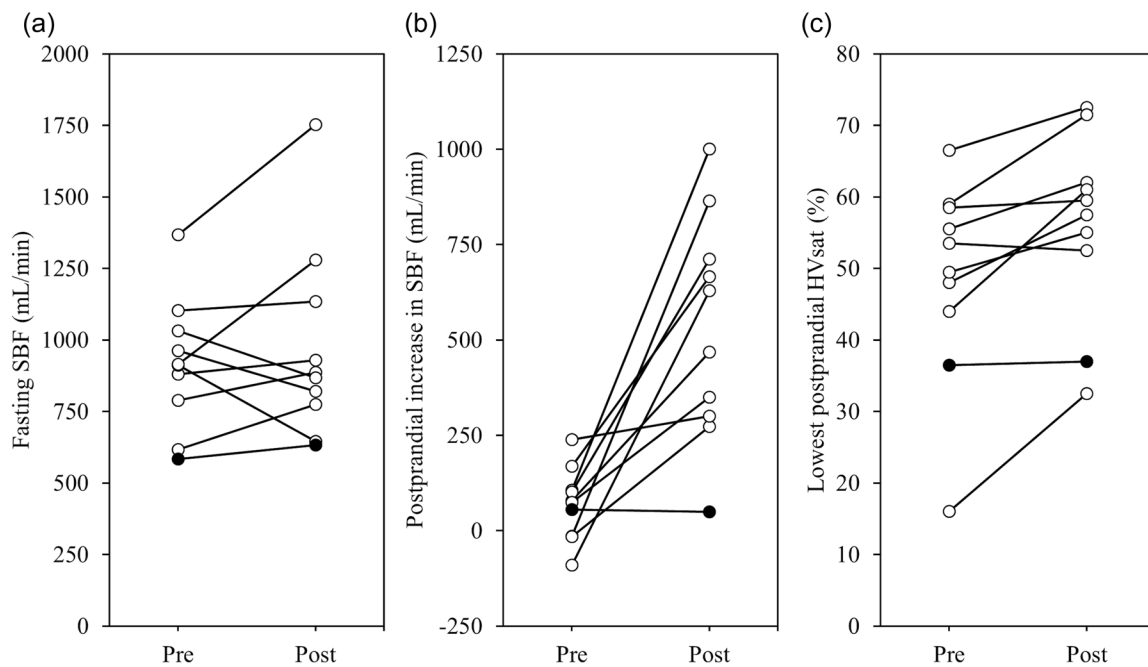 (a)
Fasting SBF (mL/min)
2000
1750
1500
1250
1000
750
500
250
0
Pre Post
(b)
Postprandial increase in SBF (mL/min)
1250
1000
750
500
250
0
-250
Pre Post
(c)
Lowest postprandial HVsat (%)
80
70
60
50
40
30
20
10
0
Pre Post